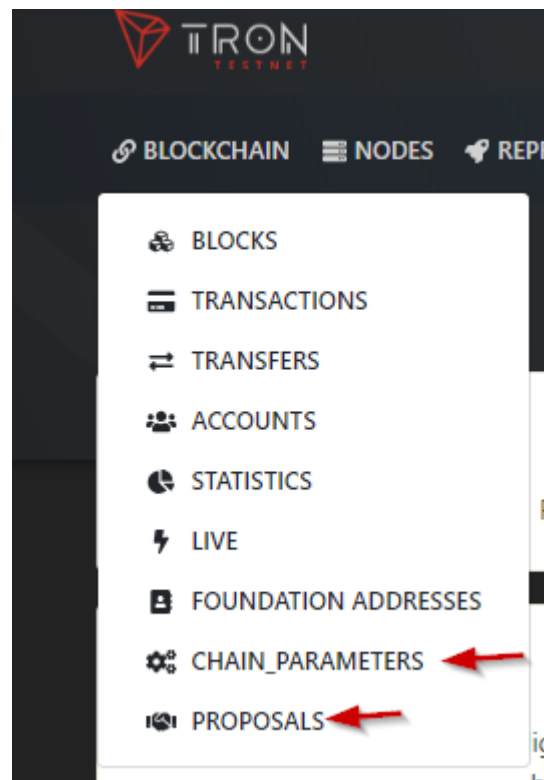 TRON
TESTNET
BLOCKCHAIN NODES
BLOCKS
TRANSACTIONS
TRANSFERS
ACCOUNTS
STATISTICS
LIVE
FOUNDATION ADDRESSES
CHAIN_PARAMETERS
PROPOSALS